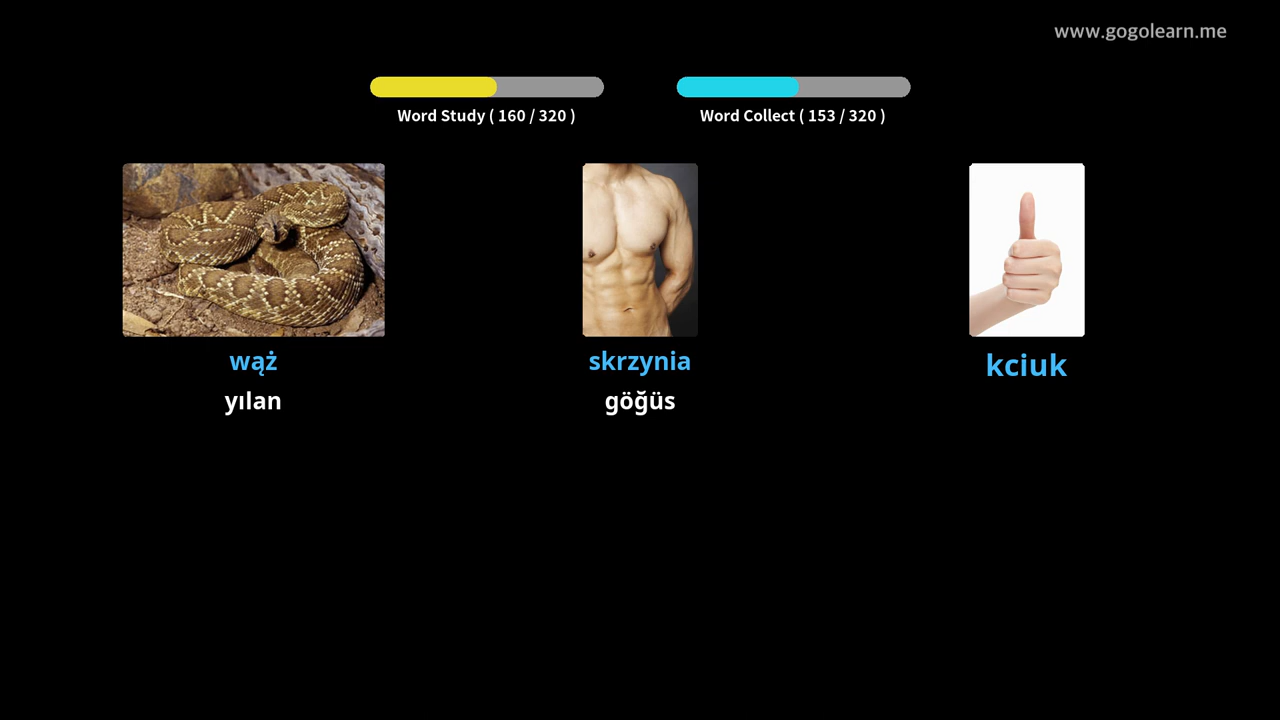 www.gogolearn.me
Word Study ( 160 / 320 )
Word Collect ( 153 / 320 )
wąż
yılan
skrzynia
göğüs
kciuk